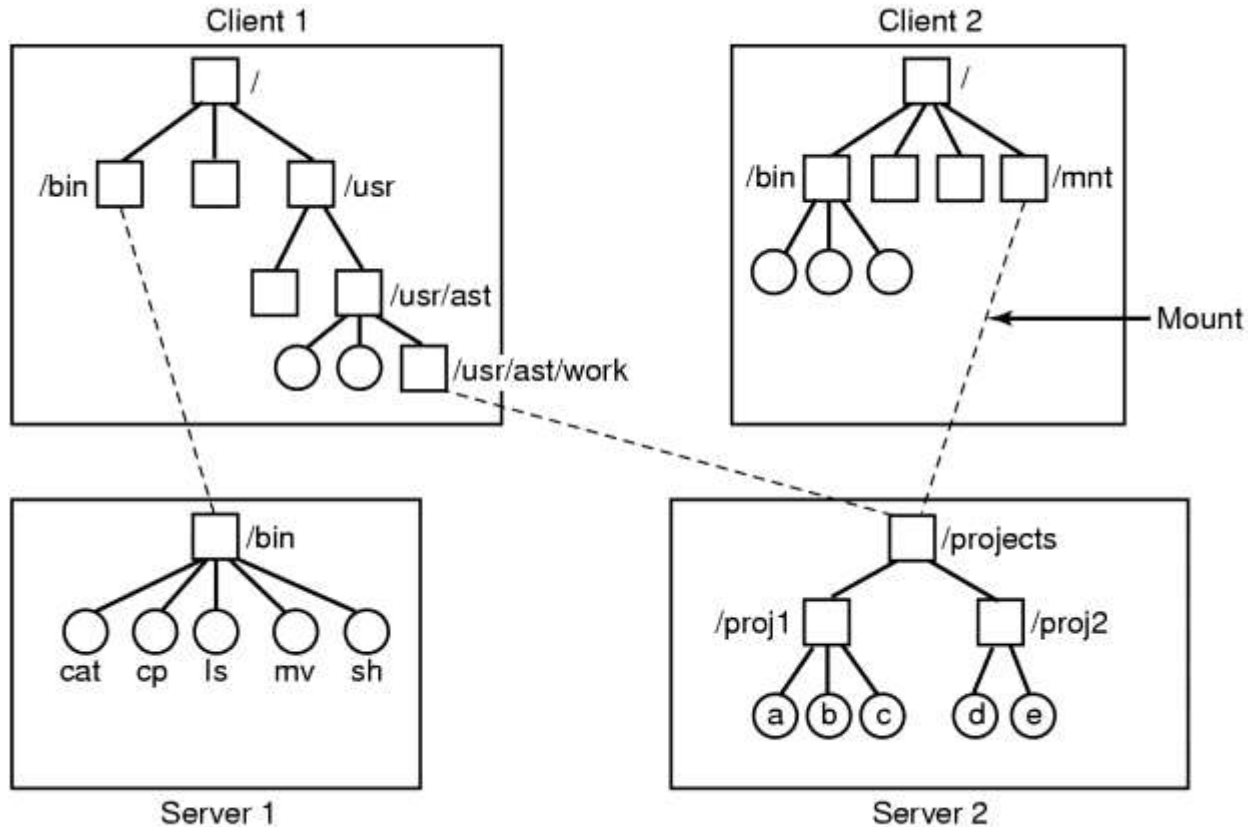 Client 1
Client 2
/
/
/bin
/usr
/bin
/mnt
/usr/ast
Mount
/usr/ast/work
/bin
/projects
/proj1
/proj2
cat
cp
ls
mv
sh
a
b
c
d
e
Server 1
Server 2